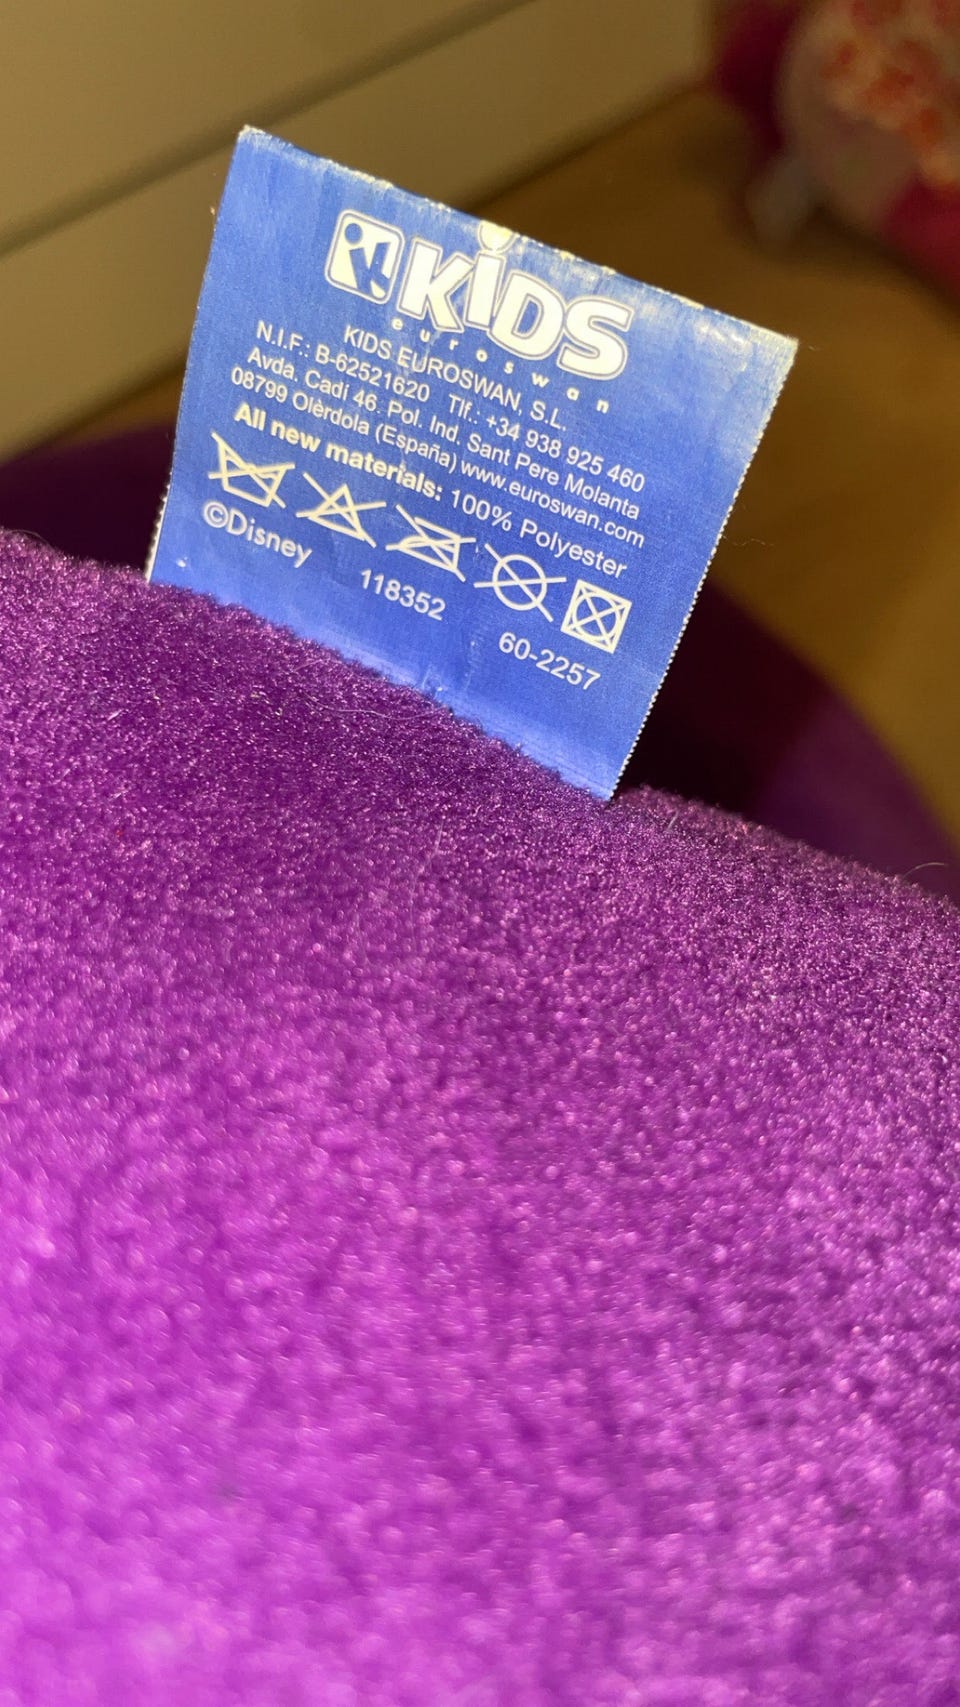 KiDS
euroswan
KIDS EUROSWAN, S.L.
N.I.F.: B-62521620 Tlf.: +34 938 925 460
Avda. Cadí 46. Pol. Ind. Sant Pere Molanta
08799 Olèrdola (España) www.euroswan.com
All new materials: 100% Polyester
©Disney 118352 60-2257